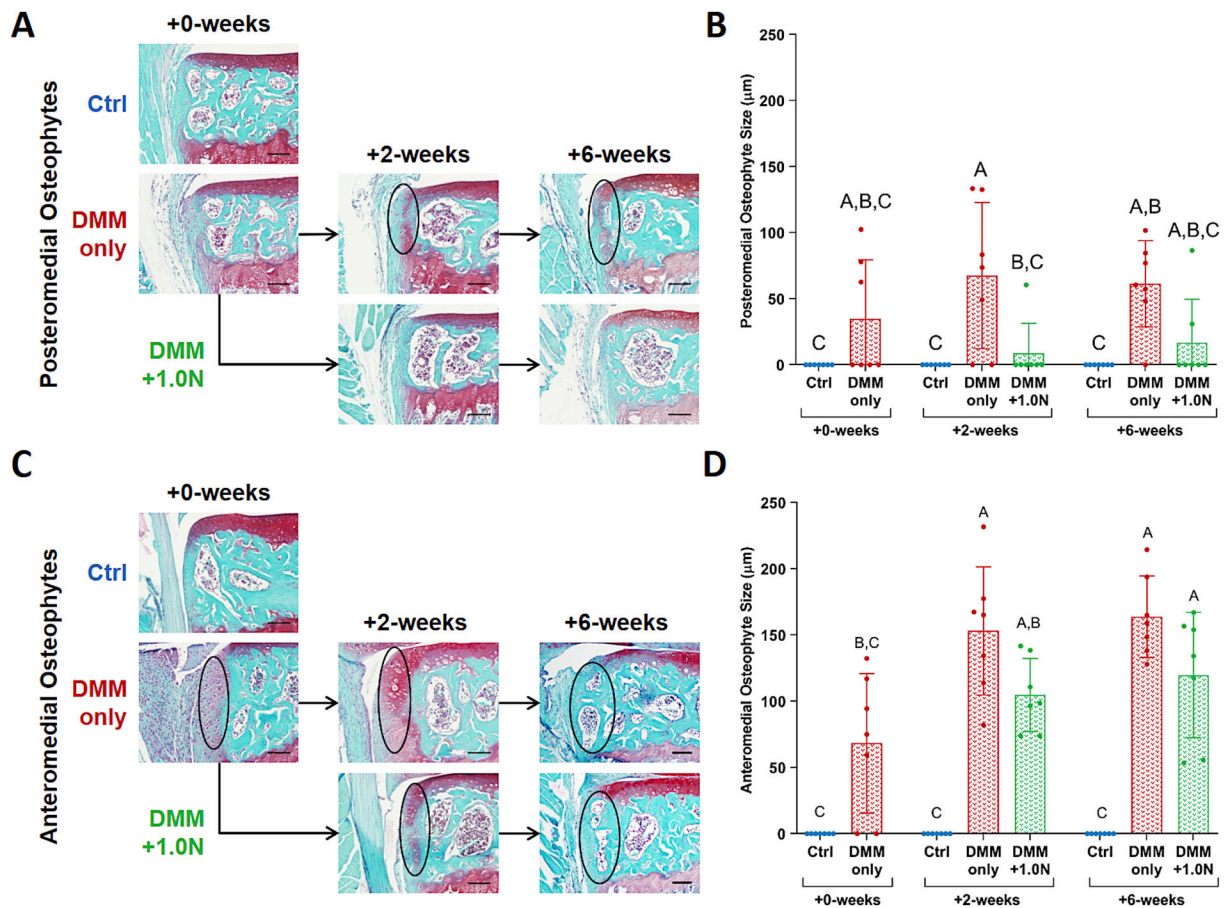 A
Posteromedial Osteophytes
+0-weeks
Ctrl
+2-weeks
+6-weeks
DMM
only
DMM
+1.0N
B
Posteromedial Osteophyte Size (μm)
250
200
150
100
50
0
C
A,B,C
C
A
B,C
C
A,B
A,B,C
Ctrl
DMM
only
Ctrl
DMM
only
DMM
+1.0N
Ctrl
DMM
only
DMM
+1.0N
+0-weeks
+2-weeks
+6-weeks
C
Anteromedial Osteophytes
+0-weeks
Ctrl
+2-weeks
+6-weeks
DMM
only
DMM
+1.0N
D
Anteromedial Osteophyte Size (μm)
250
200
150
100
50
0
C
B,C
C
A
A,B
C
A
A
Ctrl
DMM
only
Ctrl
DMM
only
DMM
+1.0N
Ctrl
DMM
only
DMM
+1.0N
+0-weeks
+2-weeks
+6-weeks